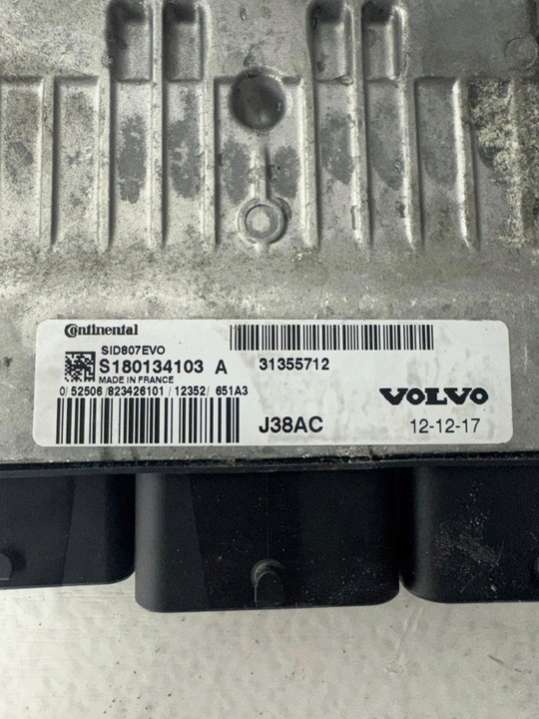 Continental
SID807EVO
S180134103 A
MADE IN FRANCE
0/52506/823426101/12352/651A3
31355712
VOLVO
J38AC
12-12-17